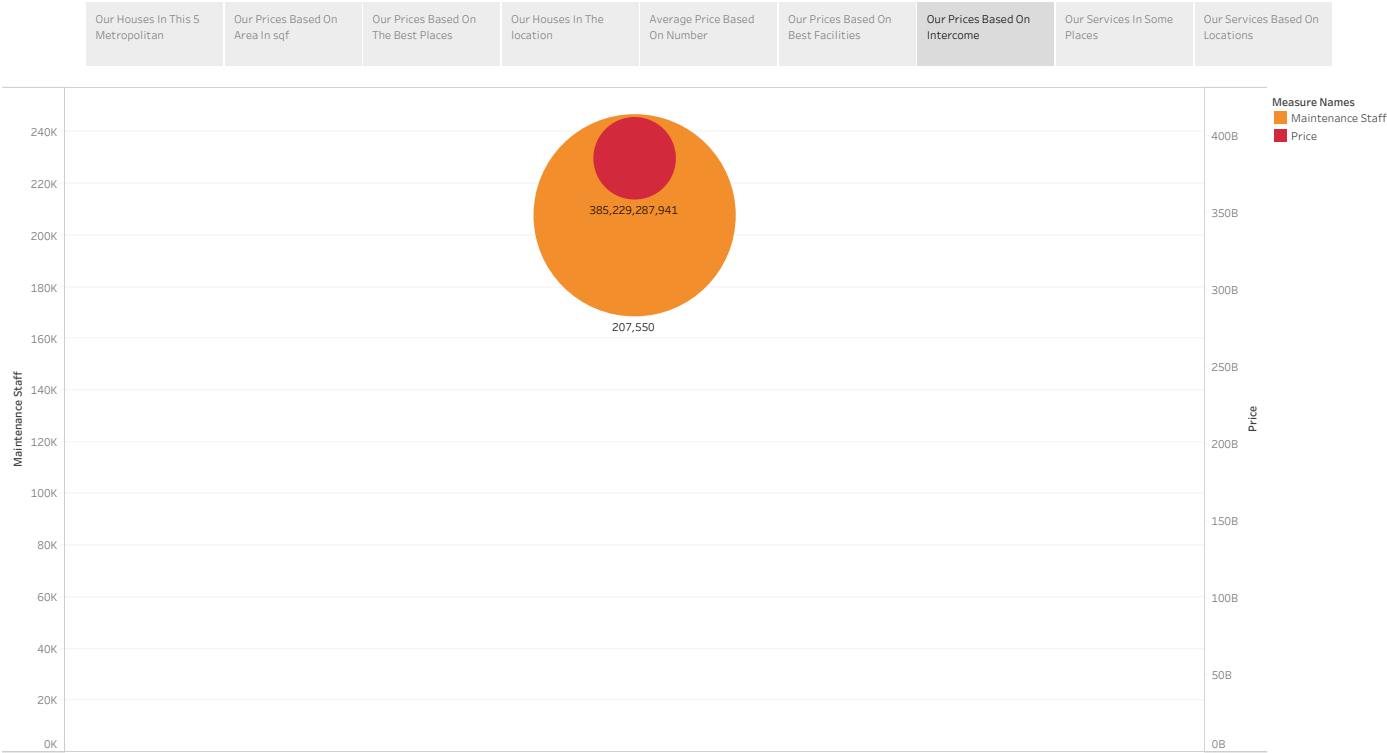 Our Houses In This 5
Metropolitan
Our Prices Based On
Area In sqf
Our Prices Based On
The Best Places
Our Houses In The
location
Average Price Based
On Number
Our Prices Based On
Best Facilities
Our Prices Based On
Intercome
Our Services In Some
Places
Our Services Based On
Locations
Measure Names
Maintenance Staff
Price
Maintenance Staff
240K
220K
200K
180K
160K
140K
120K
100K
80K
60K
40K
20K
0K
385,229,287,941
207,550
400B
350B
300B
250B
200B
150B
100B
50B
0B
Price